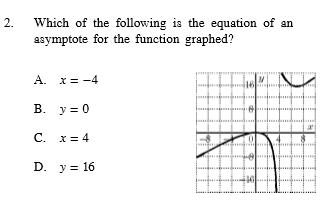 2. Which of the following is the equation of an
asymptote for the function graphed?
A. x = −4
B. y = 0
C. x = 4
D. y = 16
y
16
8
x
−8
0
4
8
−8
−16